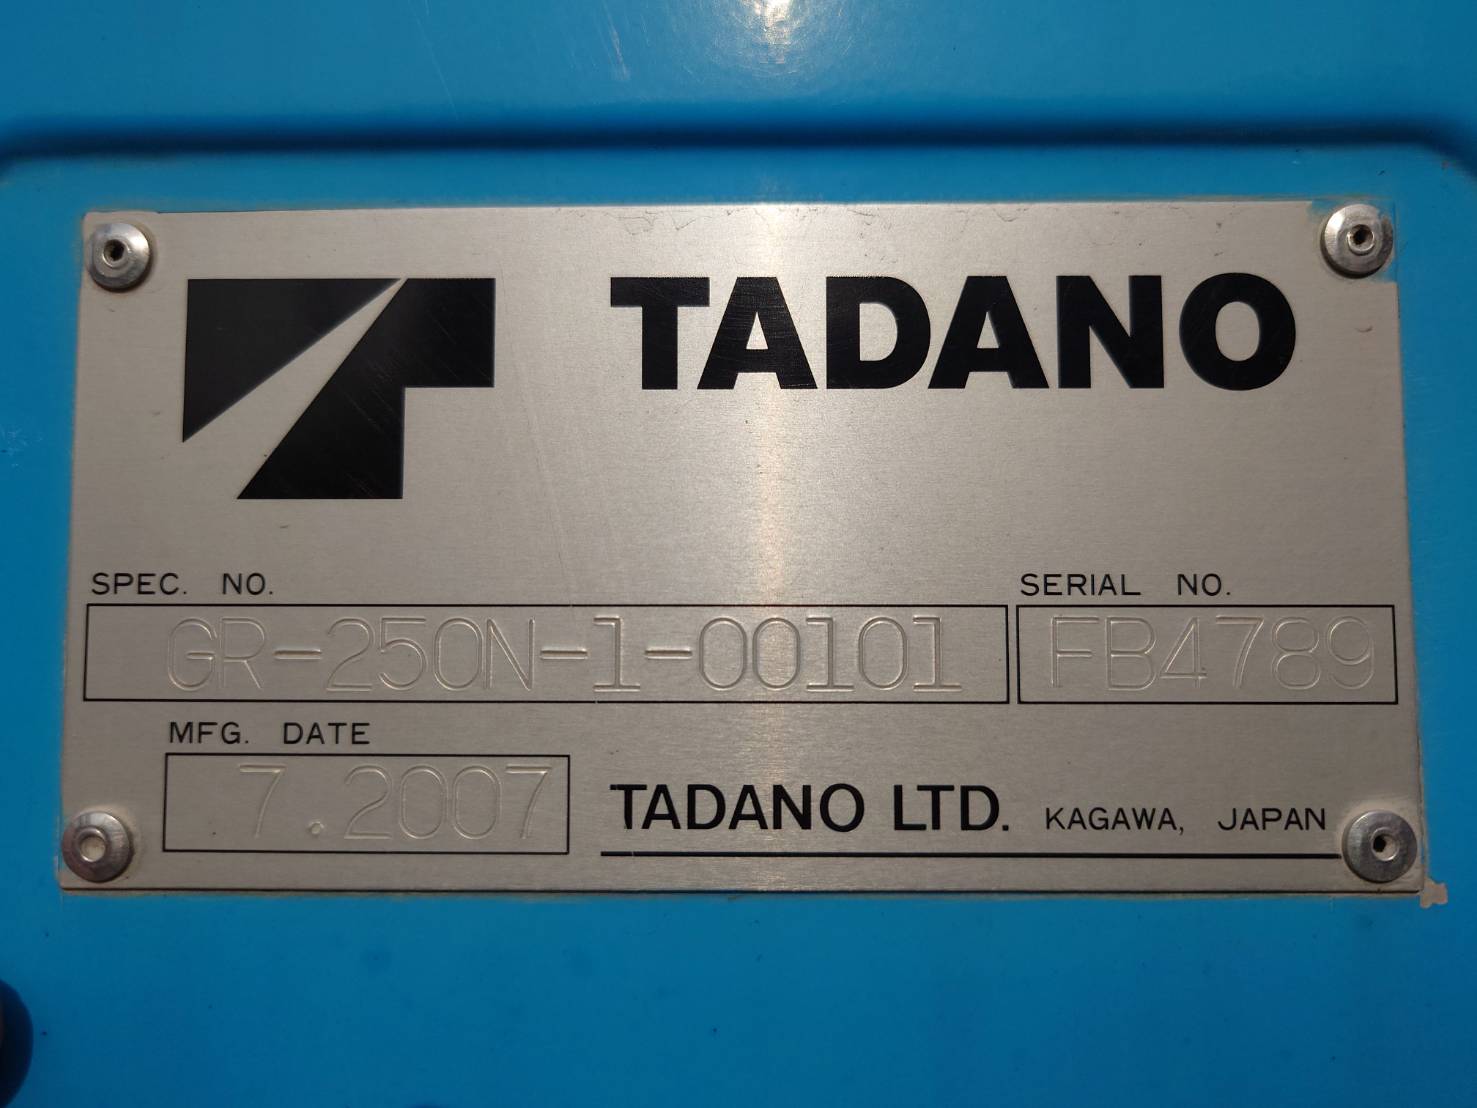 TADANO
SPEC. NO.
GR-250N-1-00101
SERIAL NO.
FB4789
MFG. DATE
7.2007
TADANO LTD. KAGAWA, JAPAN